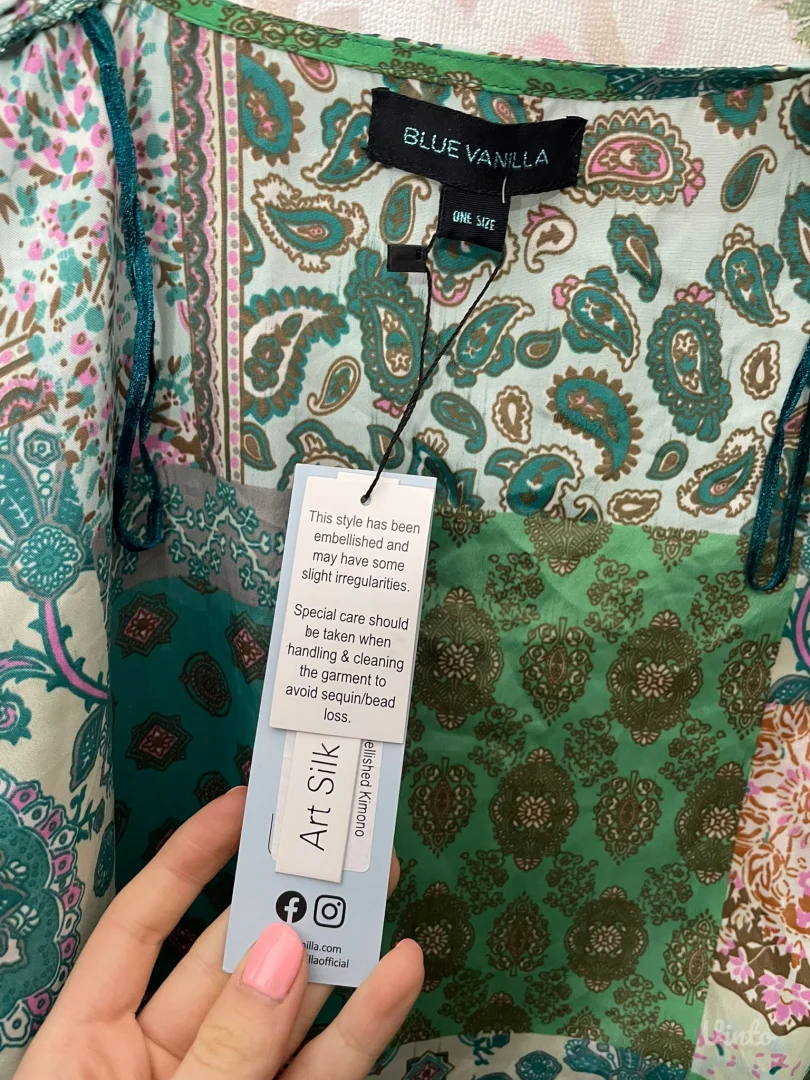 BLUE VANILLA
ONE SIZE
This style has been
embellished and
may have some
slight irregularities.
Special care should
be taken when
handling & cleaning
the garment to
avoid sequin/bead
loss.
Art Silk
ellished Kimono
nilla.com
llaofficial
Vinted